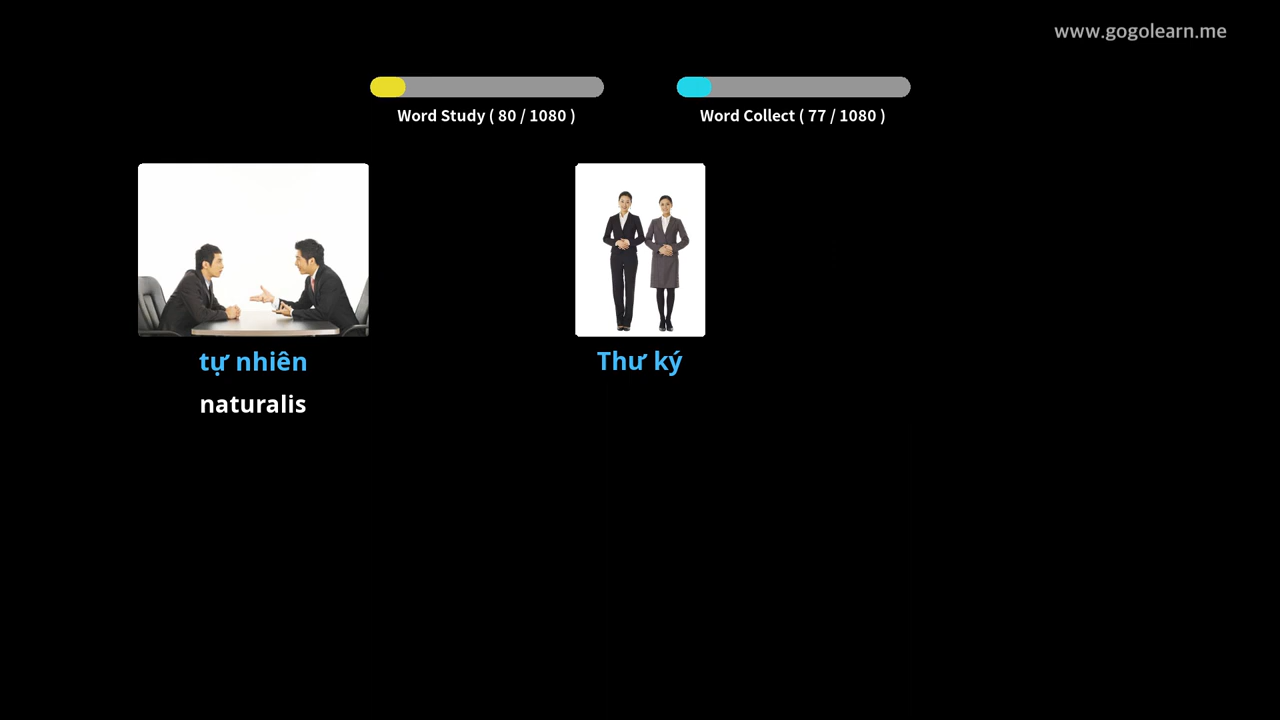 www.gogolearn.me
Word Study ( 80 / 1080 )
Word Collect ( 77 / 1080 )
tự nhiên
Thư ký
naturalis